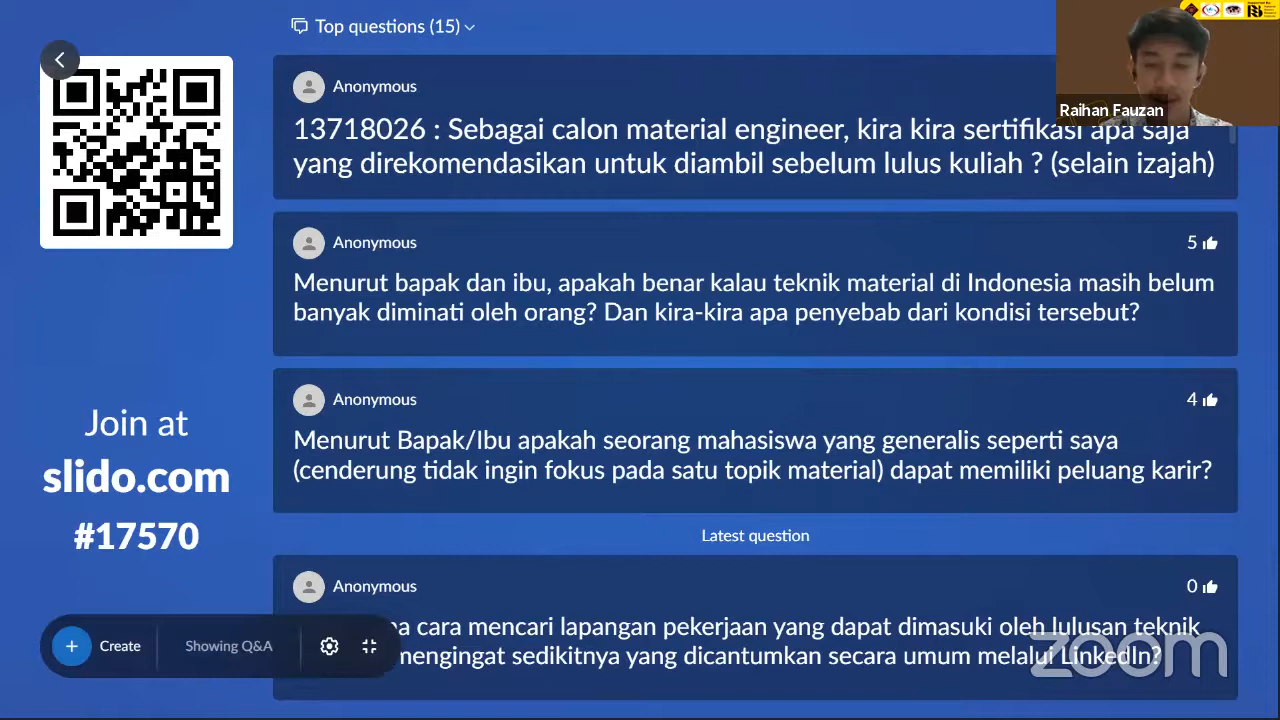 Top questions (15)
Raihan Fauzan
Anonymous
13718026 : Sebagai calon material engineer, kira kira sertifikasi apa saja
yang direkomendasikan untuk diambil sebelum lulus kuliah ? (selain izajah)
Anonymous
5
Menurut bapak dan ibu, apakah benar kalau teknik material di Indonesia masih belum
banyak diminati oleh orang? Dan kira-kira apa penyebab dari kondisi tersebut?
Anonymous
4
Menurut Bapak/Ibu apakah seorang mahasiswa yang generalis seperti saya
(cenderung tidak ingin fokus pada satu topik material) dapat memiliki peluang karir?
Join at
slido.com
#17570
Latest question
Anonymous
0
cara mencari lapangan pekerjaan yang dapat dimasuki oleh lulusan teknik
mengingat sedikitnya yang dicantumkan secara umum melalui LinkedIn?
Create
Showing Q&A
zoom